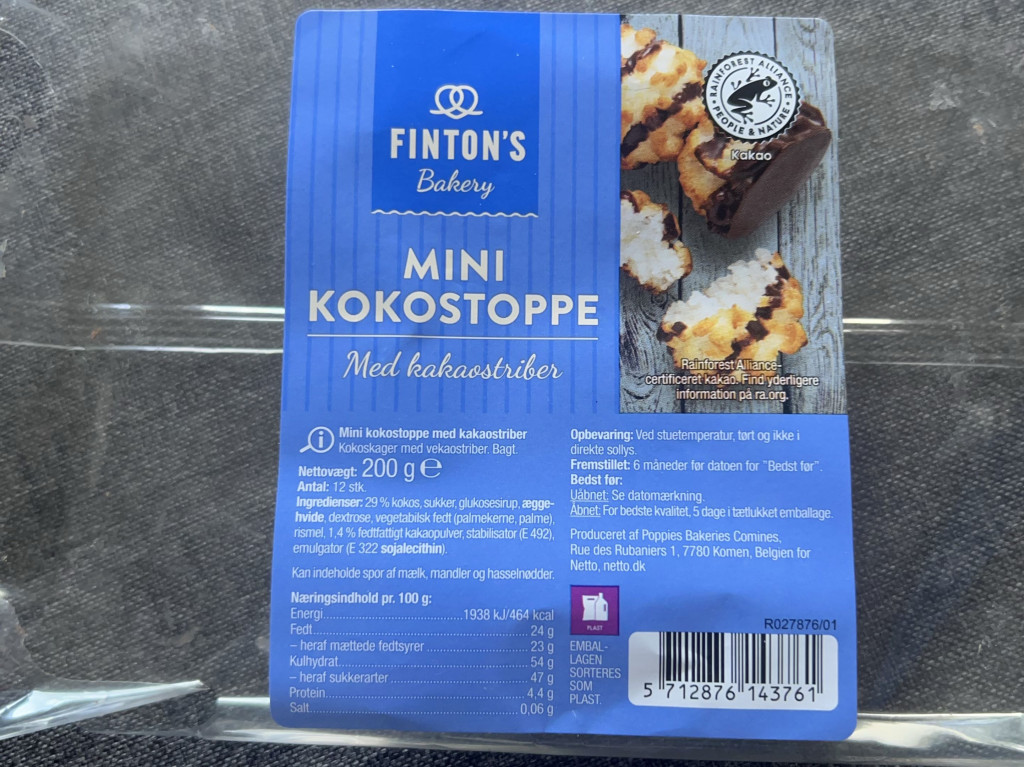 FINTON'S
Bakery
MINI
KOKOSTOPPE
Med kakaostriber
RAINFOREST ALLIANCE
PEOPLE & NATURE
Kakao
Rainforest Alliance-
certificeret kakao. Find yderligere
information på ra.org.
Mini kokostoppe med kakaostriber
Kokoskager med vekaostriber. Bagt.
Nettovægt: 200 g e
Antal: 12 stk.
Ingredienser: 29 % kokos, sukker, glukosesirup, ægge-
hvide, dextrose, vegetabilsk fedt (palmekerne, palme),
rismel, 1,4 % fedtfattigt kakaopulver, stabilisator (E 492),
emulgator (E 322 sojalecithin).
Kan indeholde spor af mælk, mandler og hasselnødder.
Næringsindhold pr. 100 g:
Energi 1938 kJ/464 kcal
Fedt 24 g
– heraf mættede fedtsyrer 23 g
Kulhydrat 54 g
– heraf sukkerarter 47 g
Protein 4,4 g
Salt 0,06 g
Opbevaring: Ved stuetemperatur, tørt og ikke i
direkte sollys.
Fremstillet: 6 måneder før datoen for "Bedst før".
Bedst før:
Uåbnet: Se datomærkning.
Åbnet: For bedste kvalitet, 5 dage i tætlukket emballage.
Produceret af Poppies Bakeries Comines,
Rue des Rubaniers 1, 7780 Komen, Belgien for
Netto, netto.dk
PLAST
EMBAL-
LAGEN
SORTERES
SOM
PLAST.
R027876/01
5 712876 143761